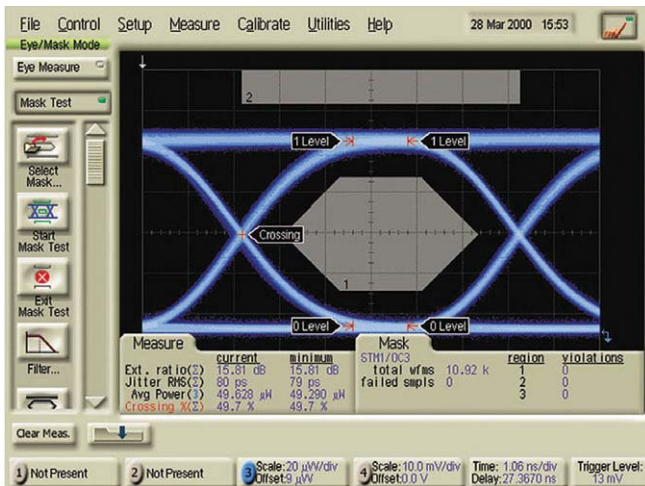 File Control Setup Measure Calibrate Utilities Help 28 Mar 2000 15:53
Eye/Mask Mode
Eye Measure
Mask Test
2
1 Level 1 Level
Select
Mask...
Start
Mask Test
Crossing
1
Exit
Mask Test
0 Level 0 Level
Filter...
Measure
current minimum
Ext. ratio(Σ) 15.81 dB 15.81 dB
Jitter RMS(Σ) 80 ps 79 ps
Avg Power(3) 49.628 µW 49.290 µW
Crossing %(Σ) 49.7 % 49.7 %
Mask
STM1/OC3 region violations
total wfms 10.92 k 1 0
failed smpls 0 2 0
3 0
Clear Meas.
1 Not Present
2 Not Present
3 Scale:20 µW/div
Offset:9 µW
4 Scale:10.0 mV/div
Offset:0.0 V
Time: 1.06 ns/div
Delay:27.3670 ns
Trigger Level:
13 mV